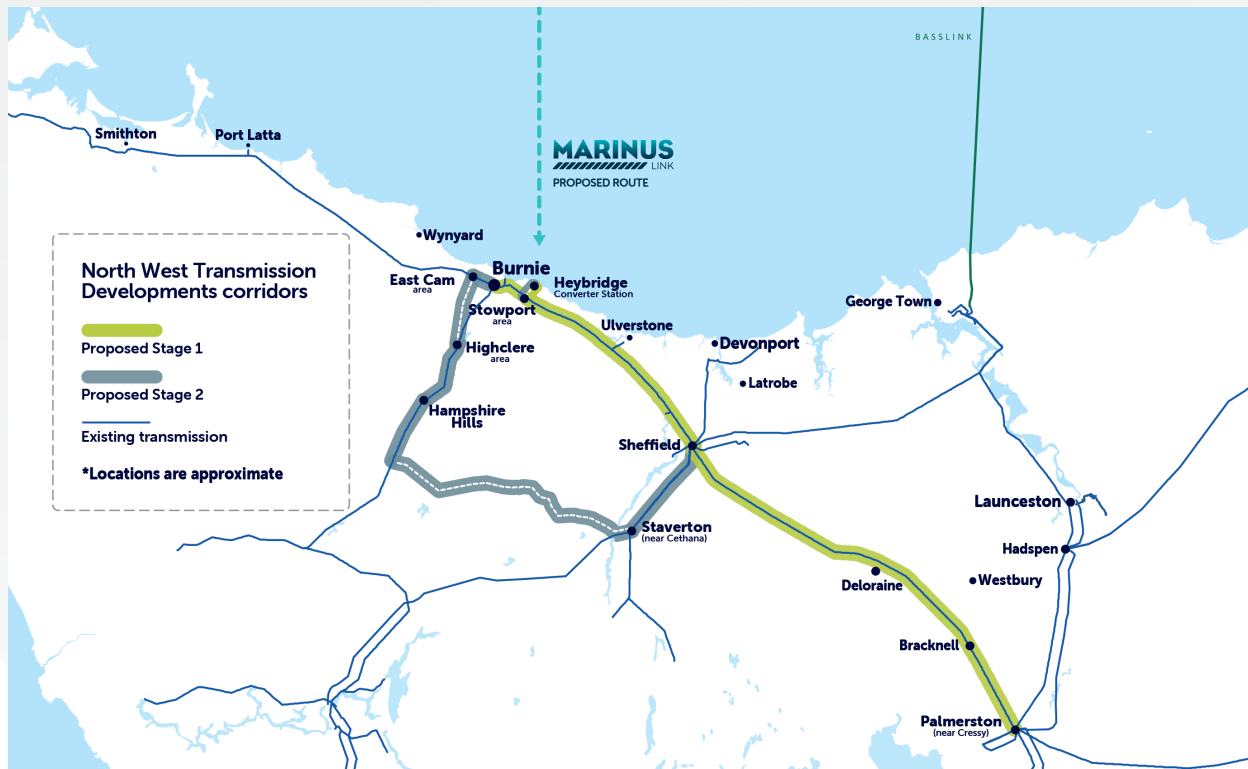 BASSLINK
Smithton
Port Latta
MARINUS
LINK
PROPOSED ROUTE
Wynyard
North West Transmission
Developments corridors
Proposed Stage 1
Proposed Stage 2
Existing transmission
*Locations are approximate
Burnie
East Cam
area
Heybridge
Converter Station
Stowport
area
George Town
Ulverstone
Devonport
Highclere
area
Latrobe
Hampshire
Hills
Sheffield
Launceston
Staverton
(near Cethana)
Hadspen
Westbury
Deloraine
Bracknell
Palmerston
(near Cressy)